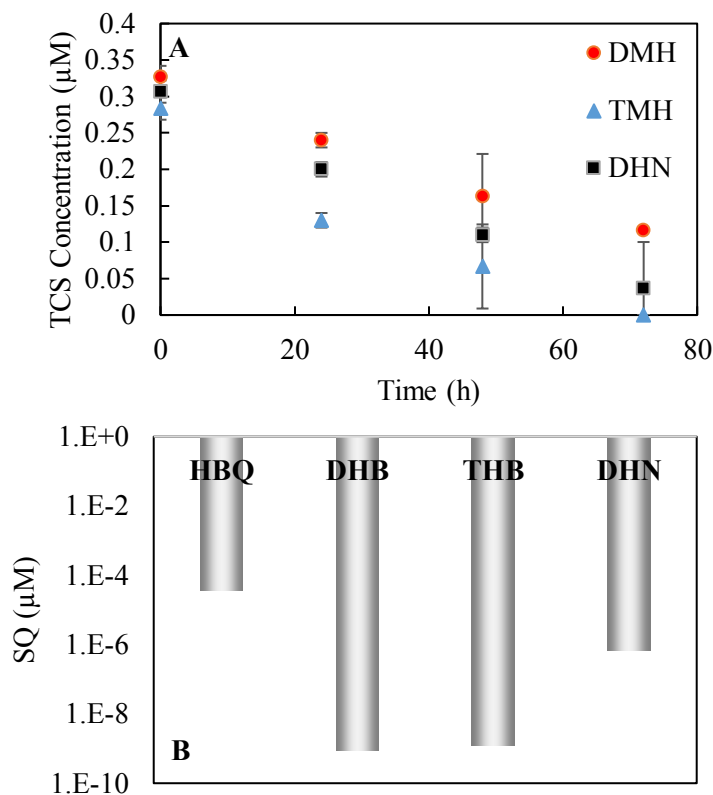 A
TCS Concentration (µM)
0.4
0.35
0.3
0.25
0.2
0.15
0.1
0.05
0
DMH
TMH
DHN
0 20 40 60 80
Time (h)
SQ (µM)
1.E+0
1.E-2
1.E-4
1.E-6
1.E-8
1.E-10
HBQ DHB THB DHN
B